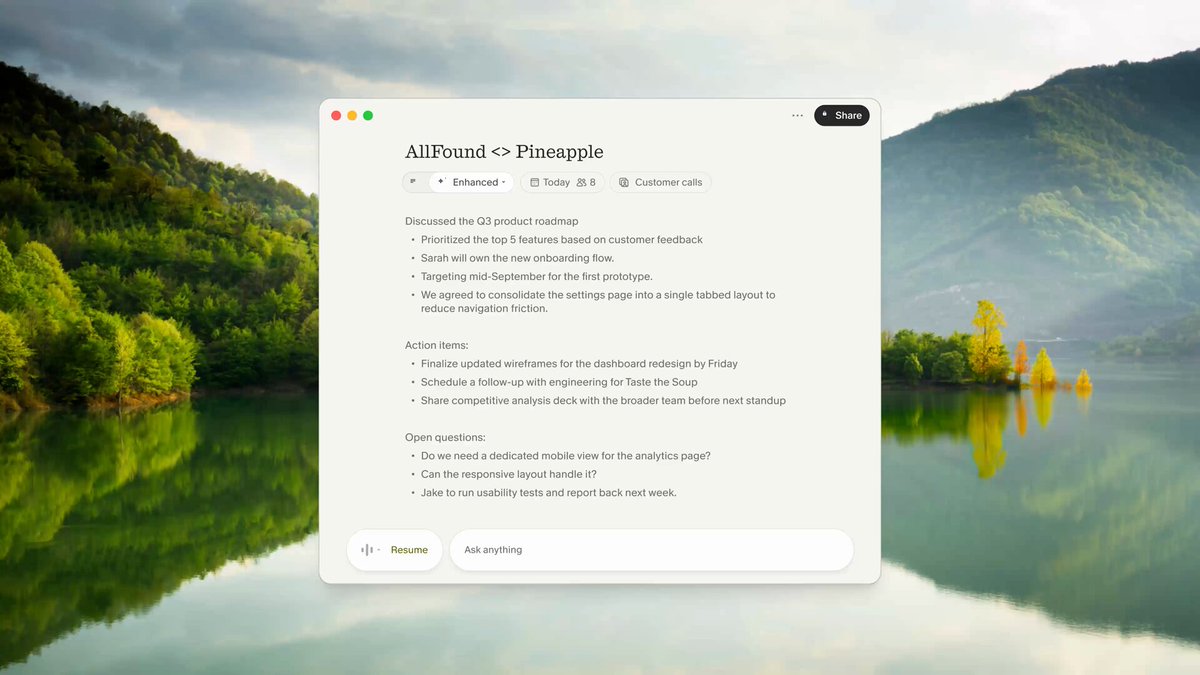 Share
AllFound <> Pineapple
Enhanced
Today
8
Customer calls
Discussed the Q3 product roadmap
• Prioritized the top 5 features based on customer feedback
• Sarah will own the new onboarding flow.
• Targeting mid-September for the first prototype.
• We agreed to consolidate the settings page into a single tabbed layout to
reduce navigation friction.
Action items:
• Finalize updated wireframes for the dashboard redesign by Friday
• Schedule a follow-up with engineering for Taste the Soup
• Share competitive analysis deck with the broader team before next standup
Open questions:
• Do we need a dedicated mobile view for the analytics page?
• Can the responsive layout handle it?
• Jake to run usability tests and report back next week.
Resume
Ask anything